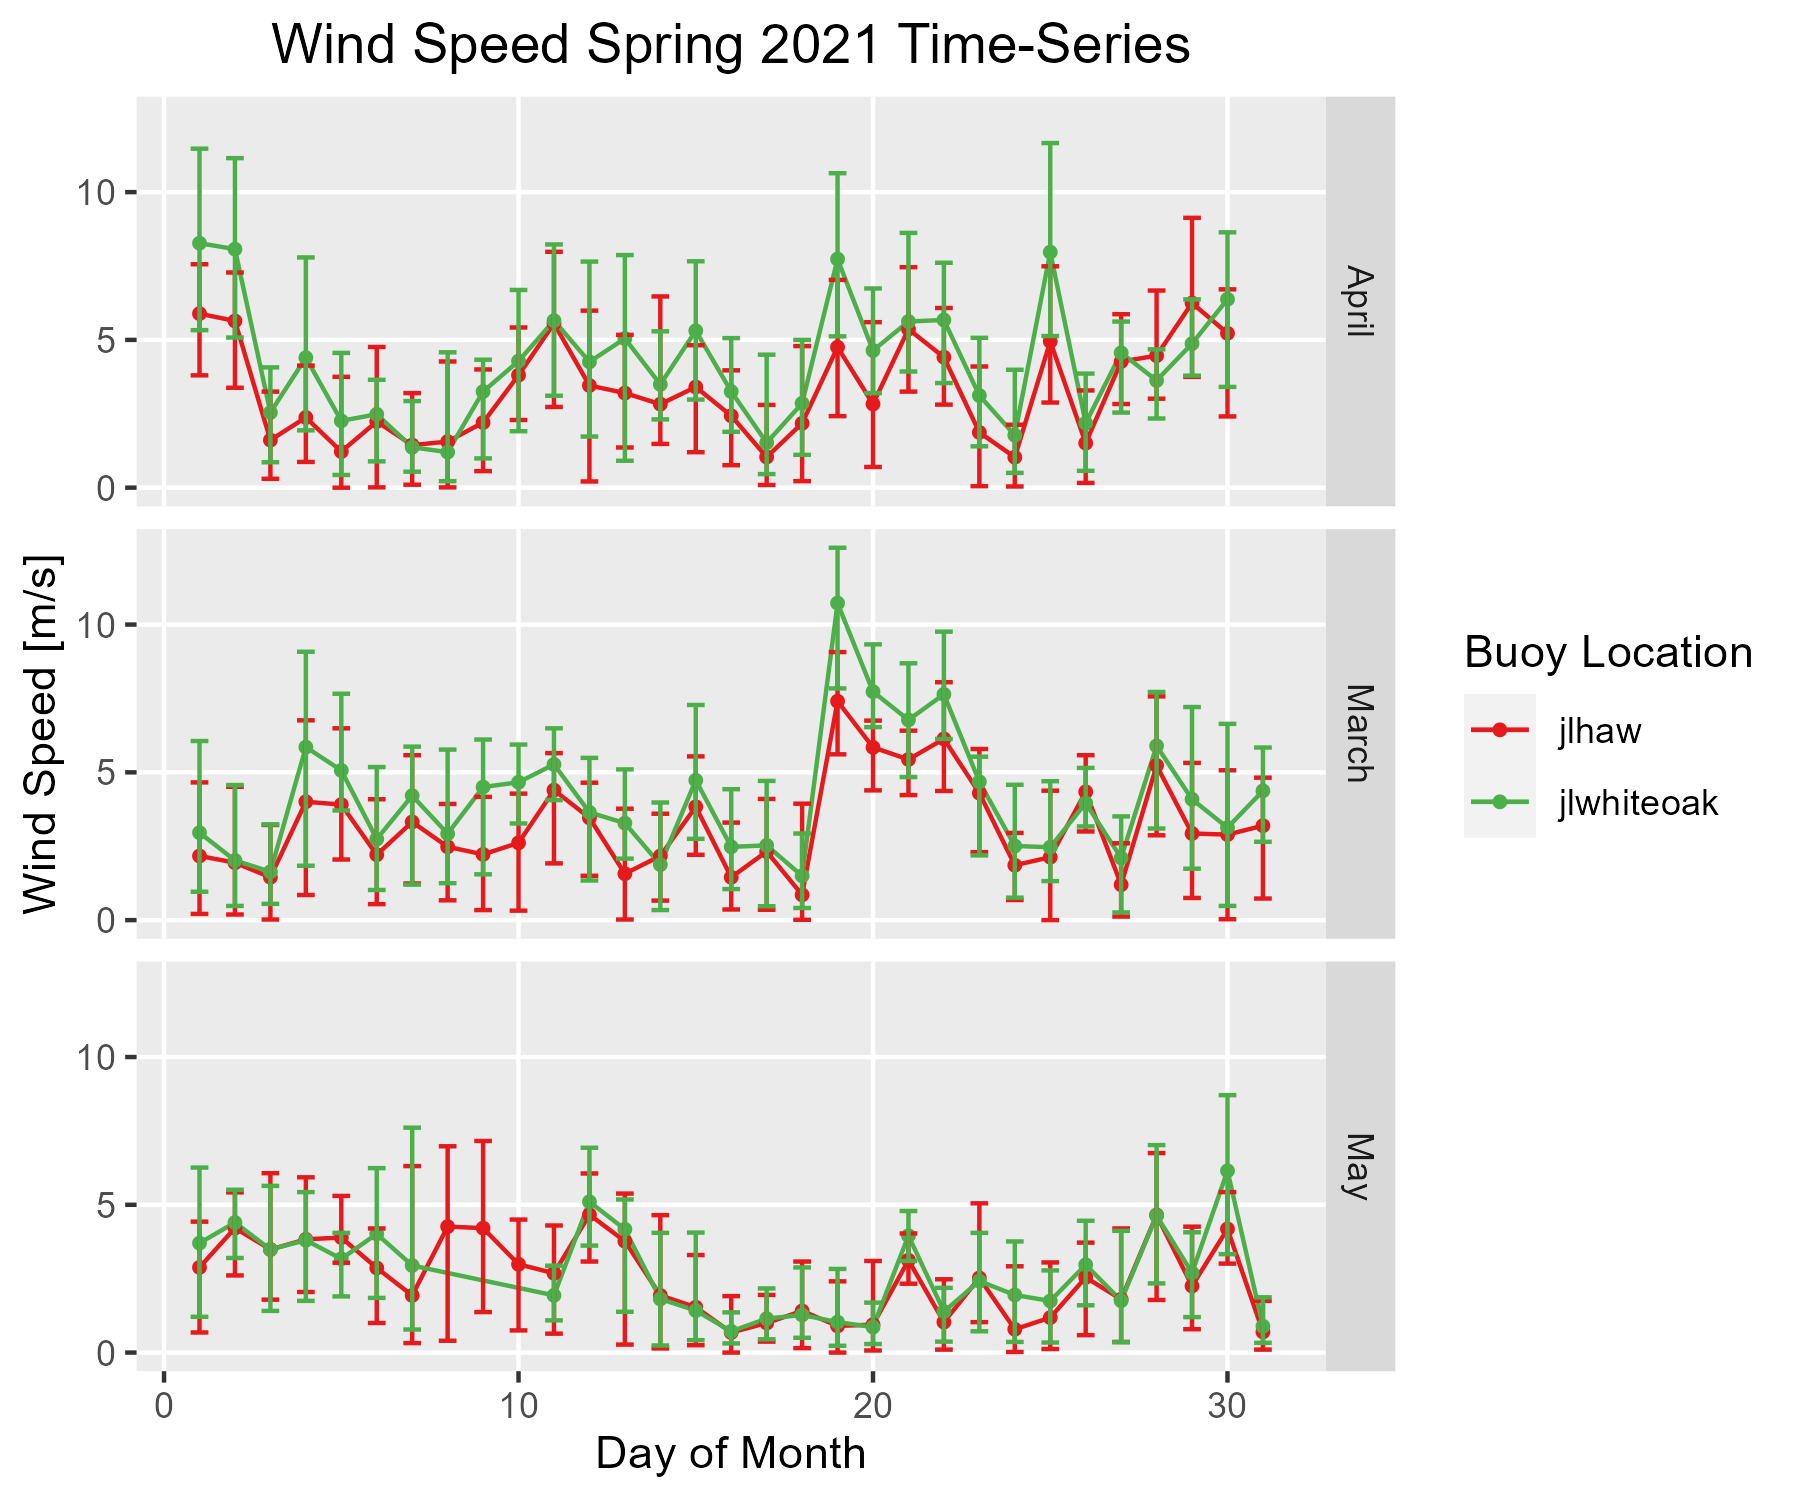 Wind Speed Spring 2021 Time-Series
10
5
0
April
Wind Speed [m/s]
10
5
0
March
10
5
0
May
0 10 20 30
Day of Month
Buoy Location
jlhaw
jlwhiteoak